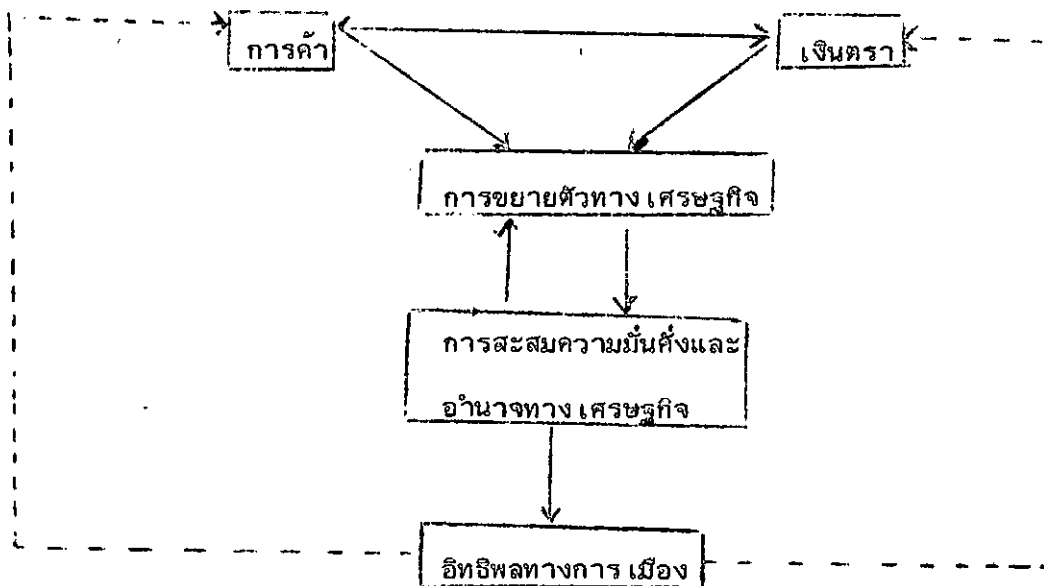 การค้า
เงินตรา
การขยายตัวทางเศรษฐกิจ
การสะสมความมั่นคั่งและ
อำนาจทางเศรษฐกิจ
อิทธิพลทางการเมือง